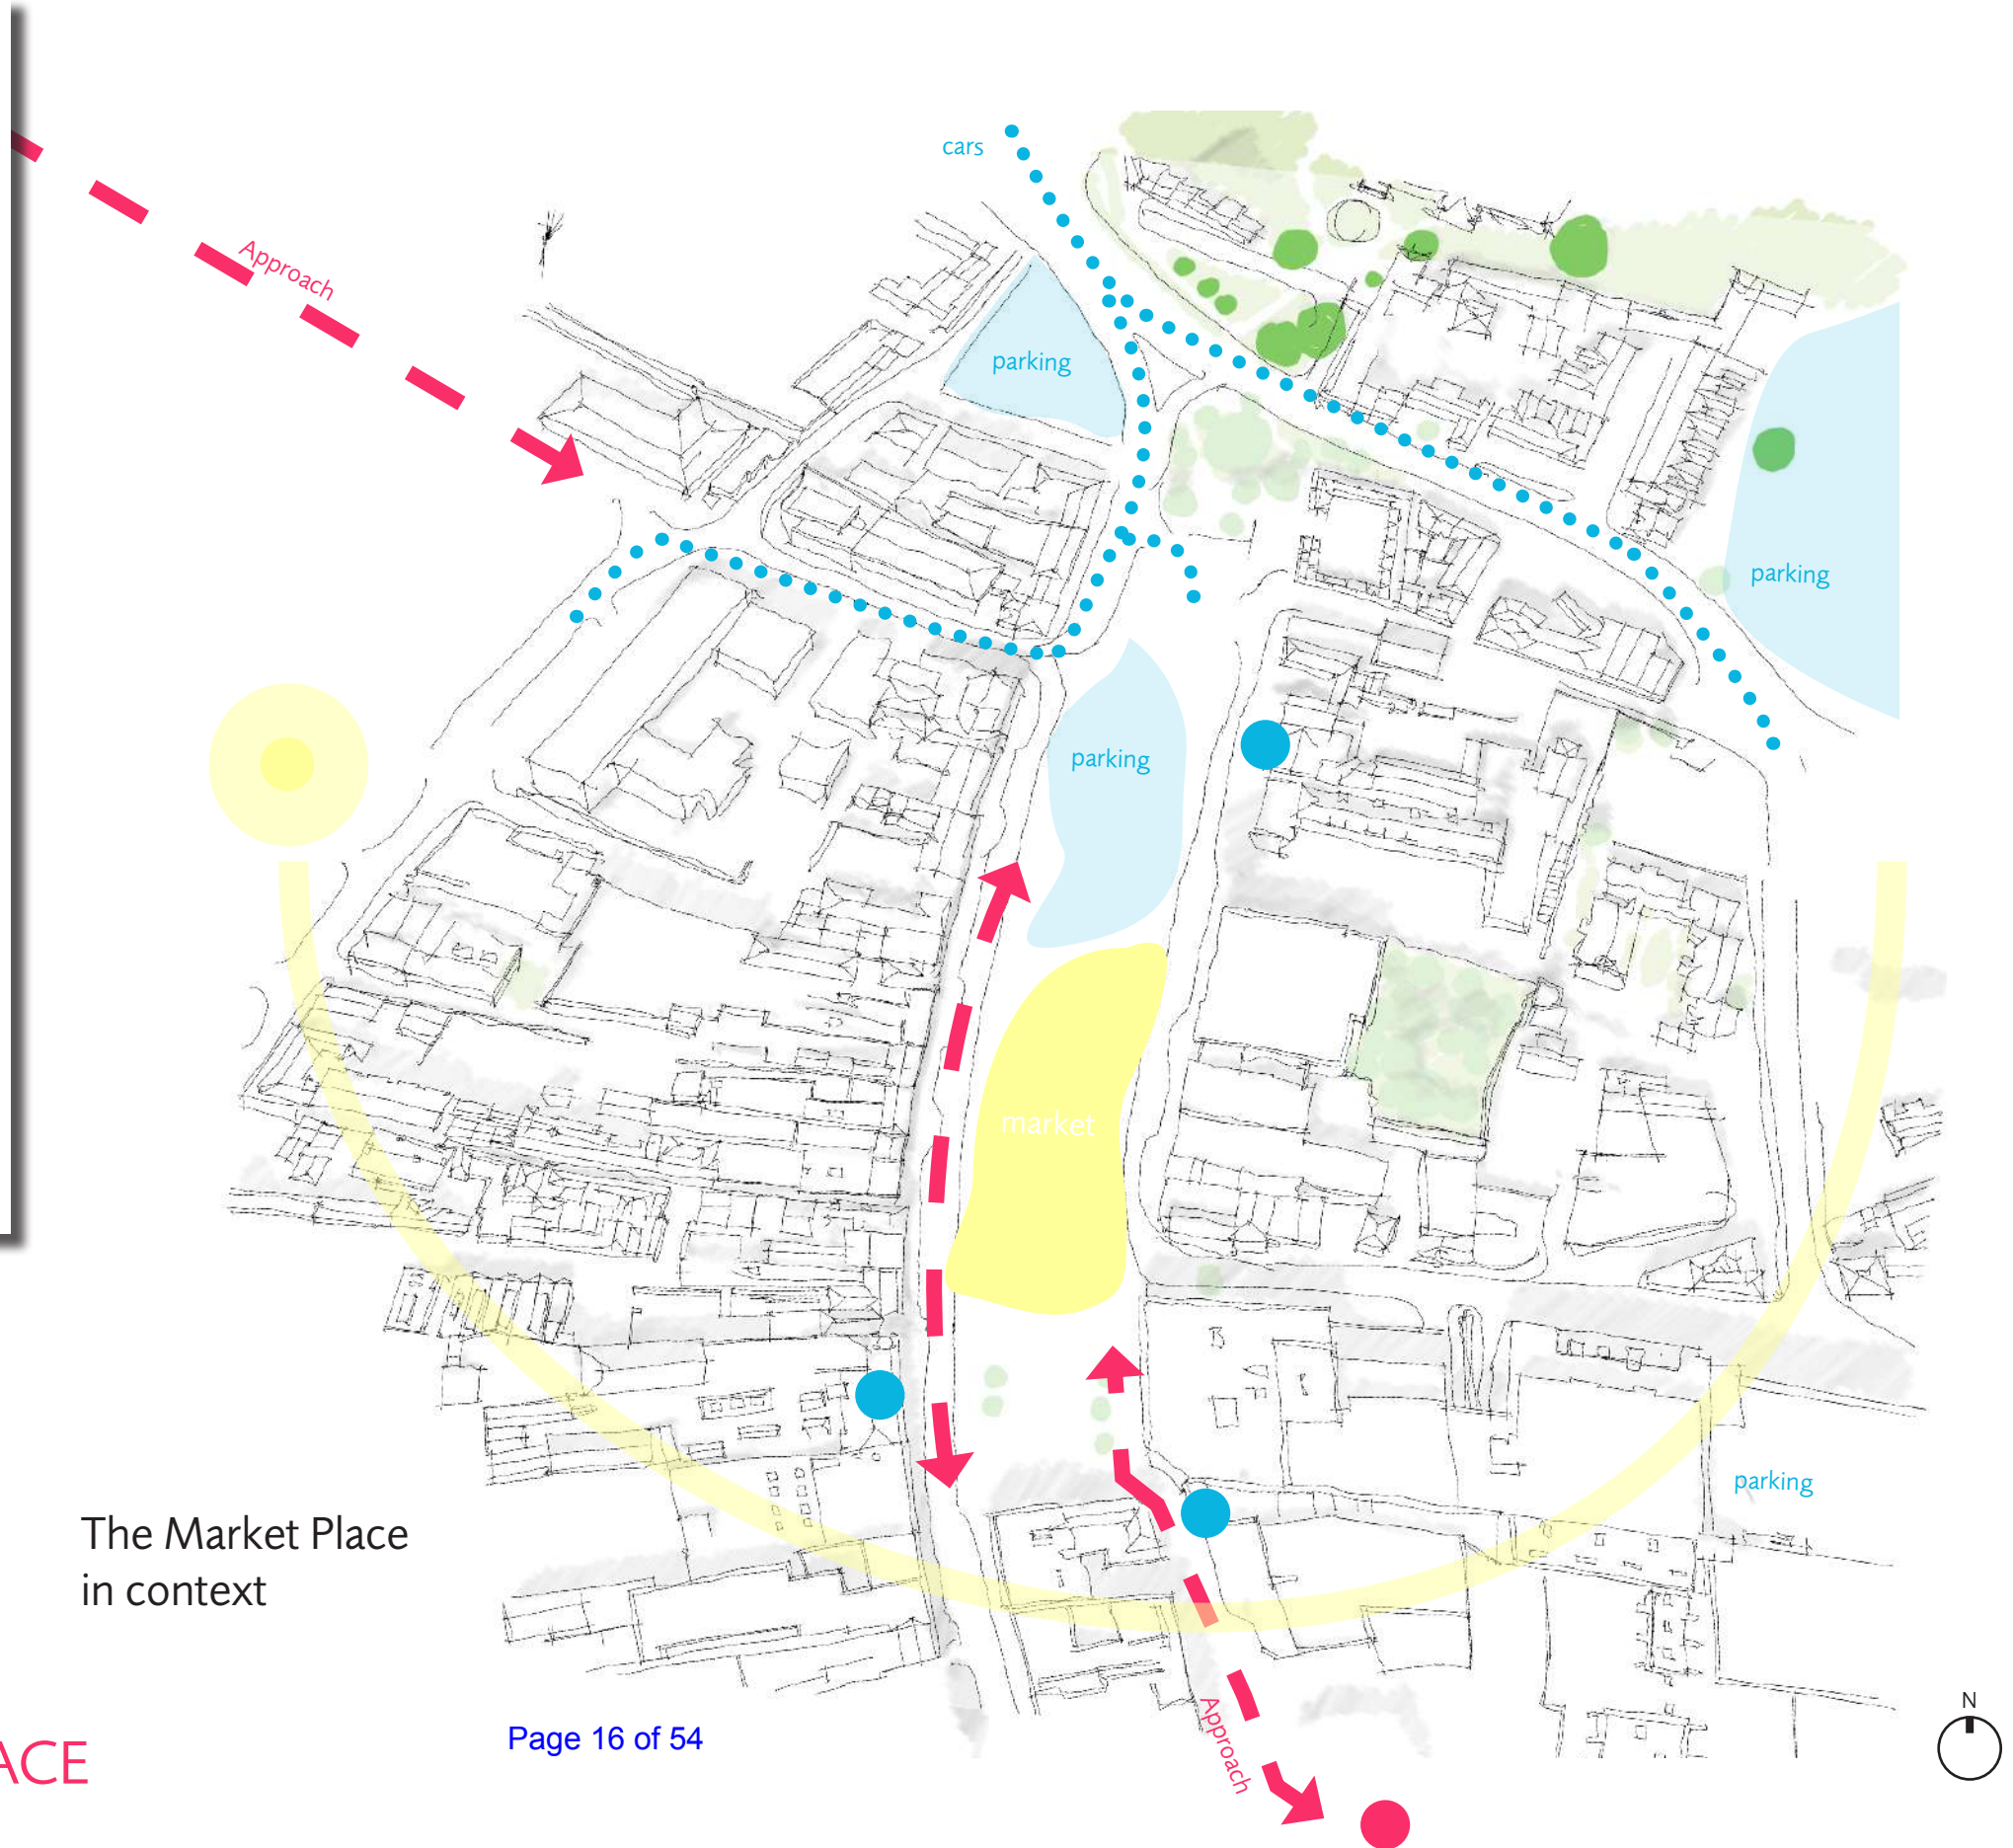 cars
Approach
parking
parking
parking
market
parking
The Market Place
in context
Approach
N
Page 16 of 54
ACE